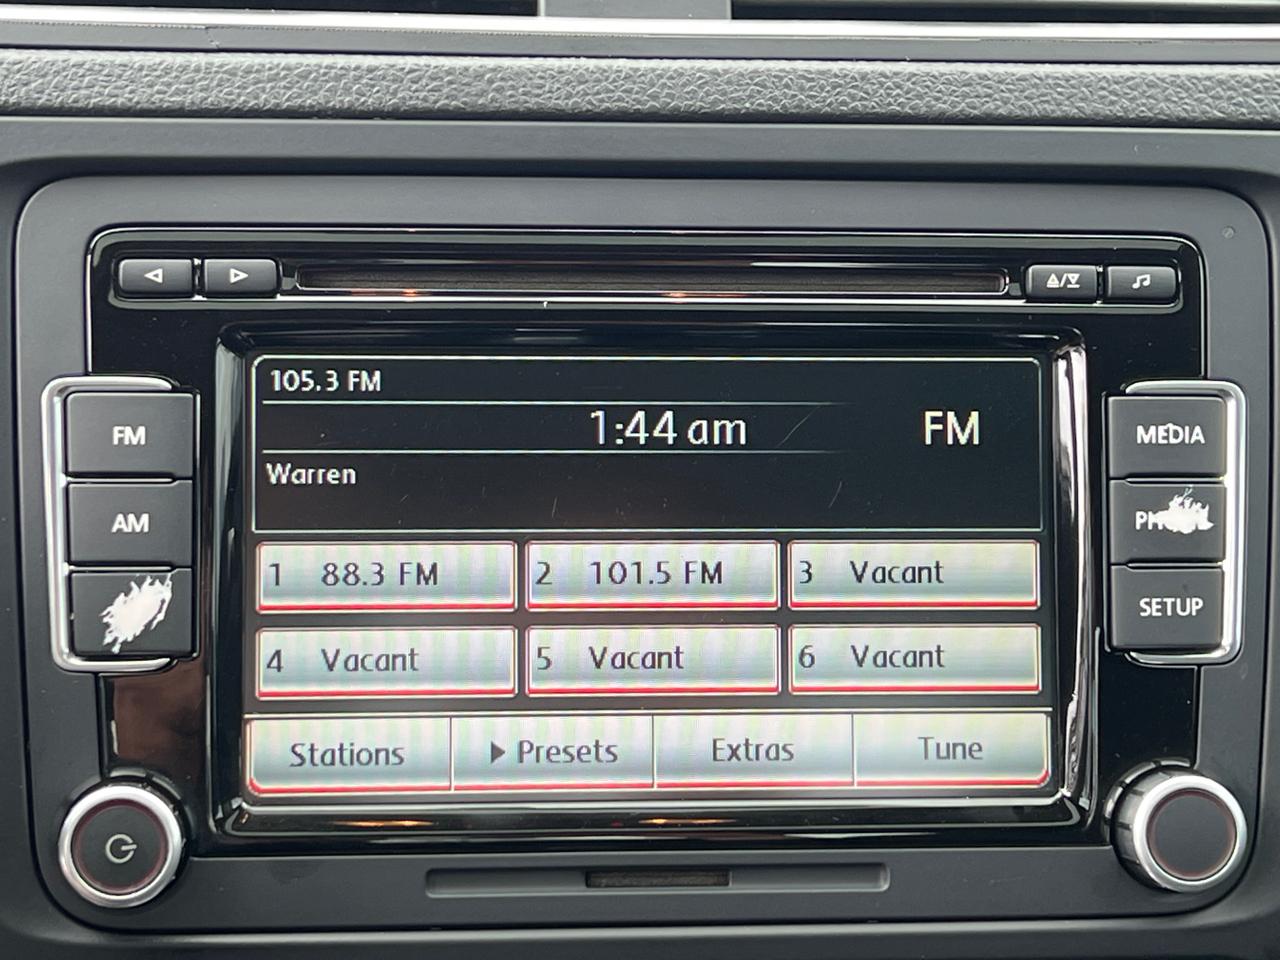 105.3 FM
1:44 am FM
Warren
1 88.3 FM 2 101.5 FM 3 Vacant
4 Vacant 5 Vacant 6 Vacant
Stations Presets Extras Tune
FM
AM
MEDIA
SETUP